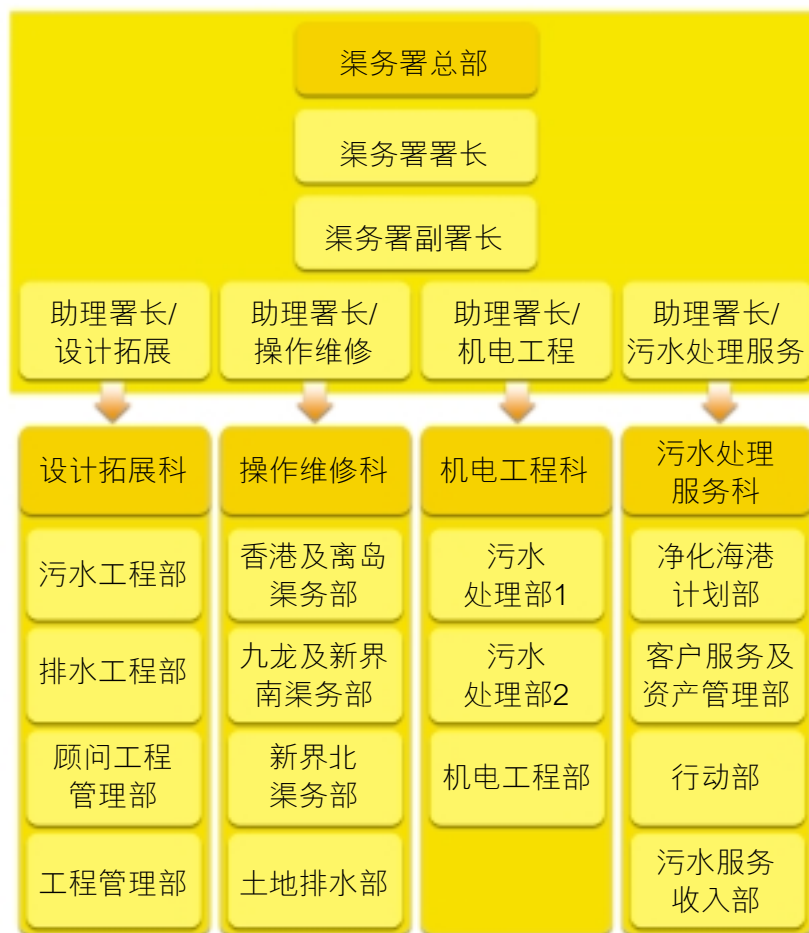 渠务署总部
渠务署署长
渠务署副署长
助理署长/
设计拓展
助理署长/
操作维修
助理署长/
机电工程
助理署长/
污水处理服务
设计拓展科
污水工程部
排水工程部
顾问工程
管理部
工程管理部
操作维修科
香港及离岛
渠务部
九龙及新界
南渠务部
新界北
渠务部
土地排水部
机电工程科
污水
处理部1
污水
处理部2
机电工程部
污水处理
服务科
净化海港
计划部
客户服务及
资产管理部
行动部
污水服务
收入部